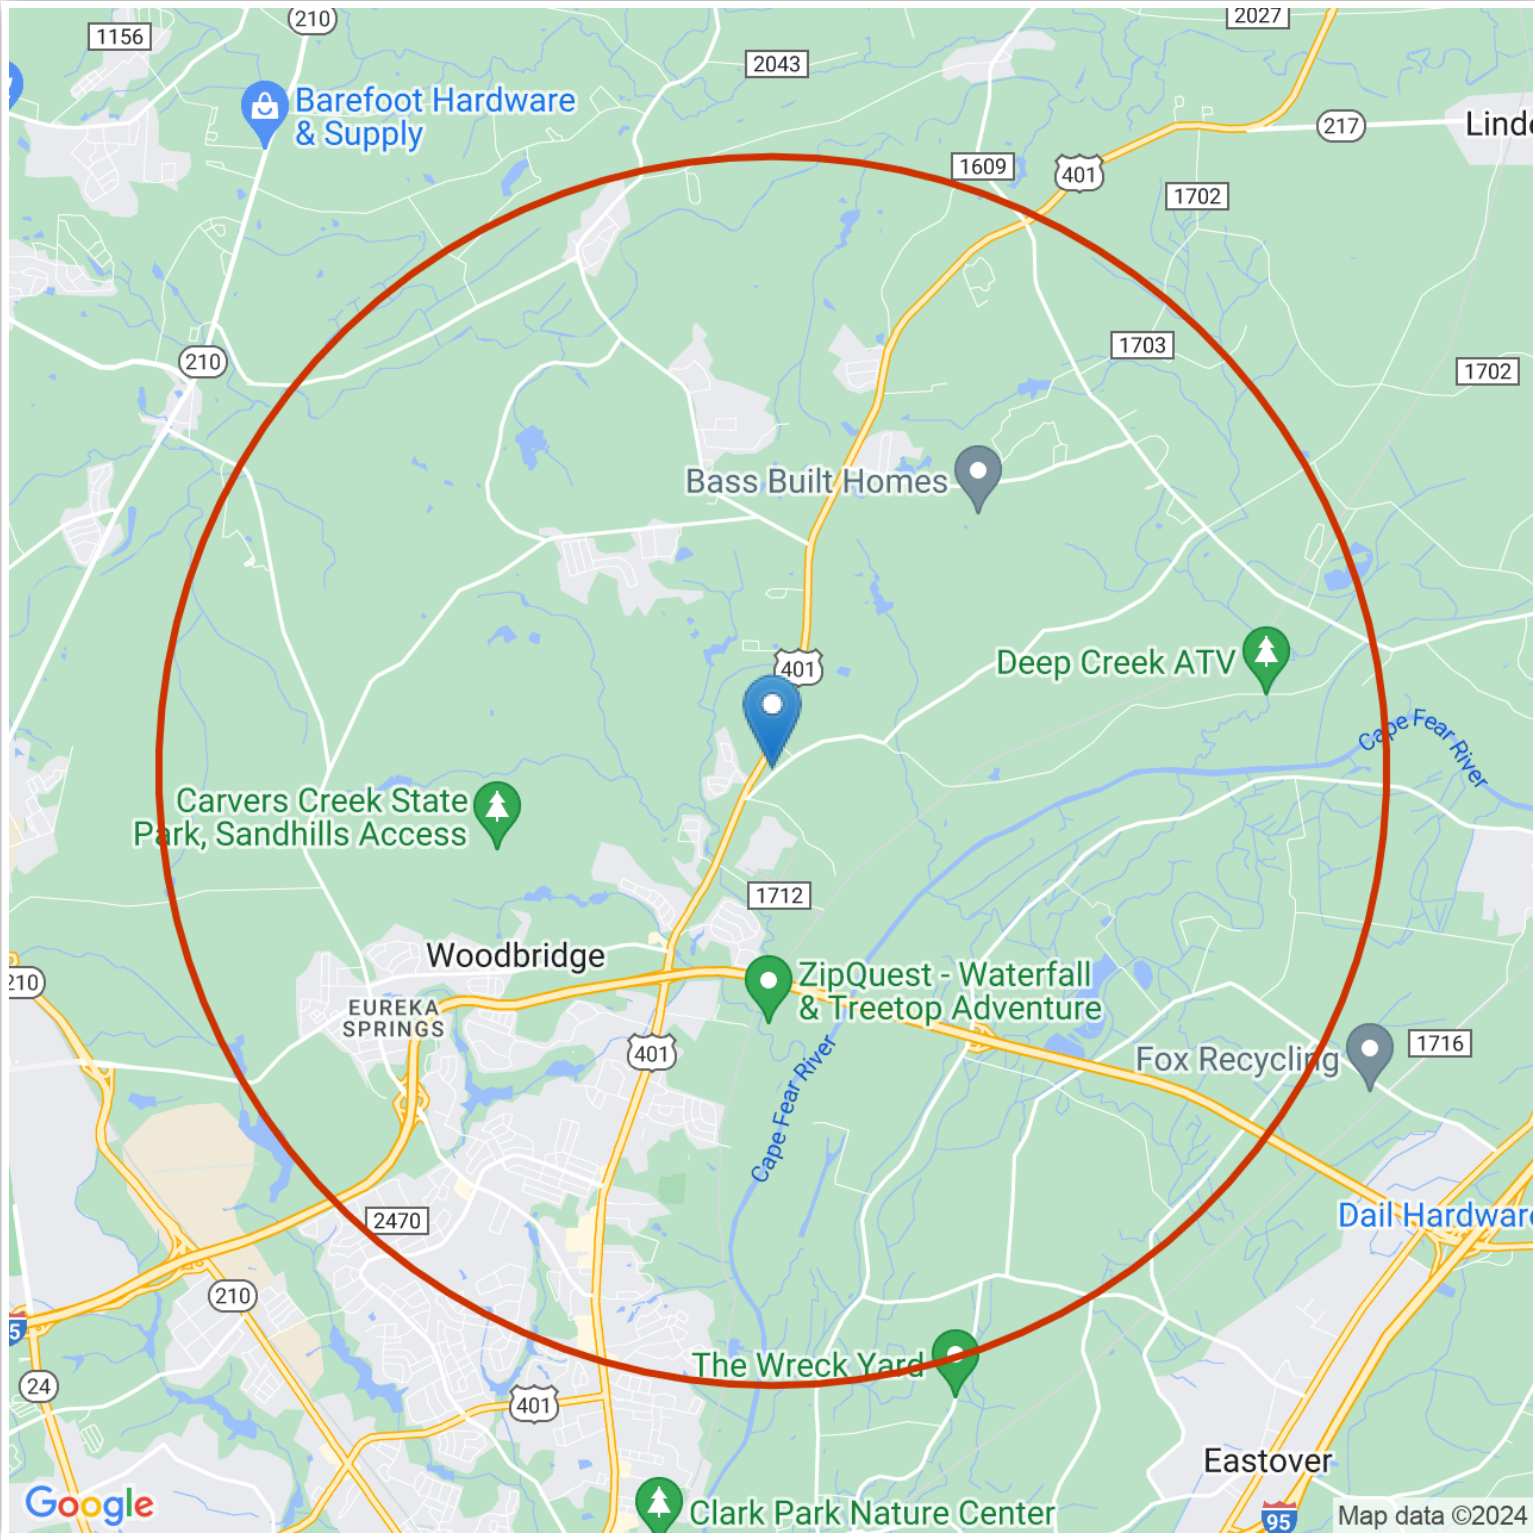 210
2027
1156
2043
Barefoot Hardware
& Supply
217
Linde
1609
401
1702
1703
210
1702
Bass Built Homes
401
Deep Creek ATV
Cape Fear River
Carvers Creek State
Park, Sandhills Access
1712
Woodbridge
210
ZipQuest - Waterfall
& Treetop Adventure
EUREKA
SPRINGS
401
Cape Fear River
Fox Recycling
1716
2470
Dail Hardware
210
5
The Wreck Yard
24
401
Eastover
Google
Clark Park Nature Center
95
Map data ©2024